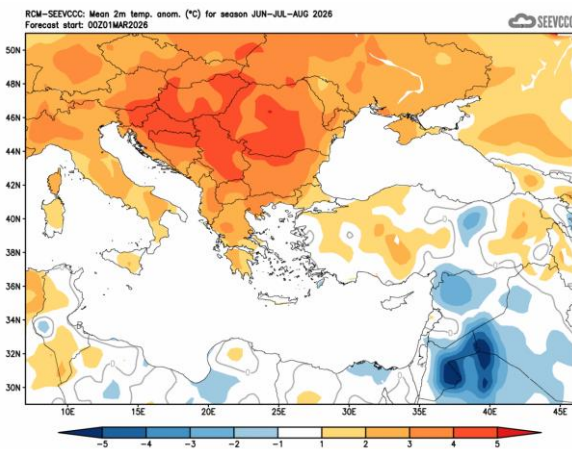 RCM-SEEVCCC: Mean 2m temp. anom. (°C) for season JUN-JUL-AUG 2026
Forecast start: 00Z01MAR2026
SEEVCCC
50N
48N
46N
44N
42N
40N
38N
36N
34N
32N
30N
10E 15E 20E 25E 30E 35E 40E 45E
-5 -4 -3 -2 -1 1 2 3 4 5